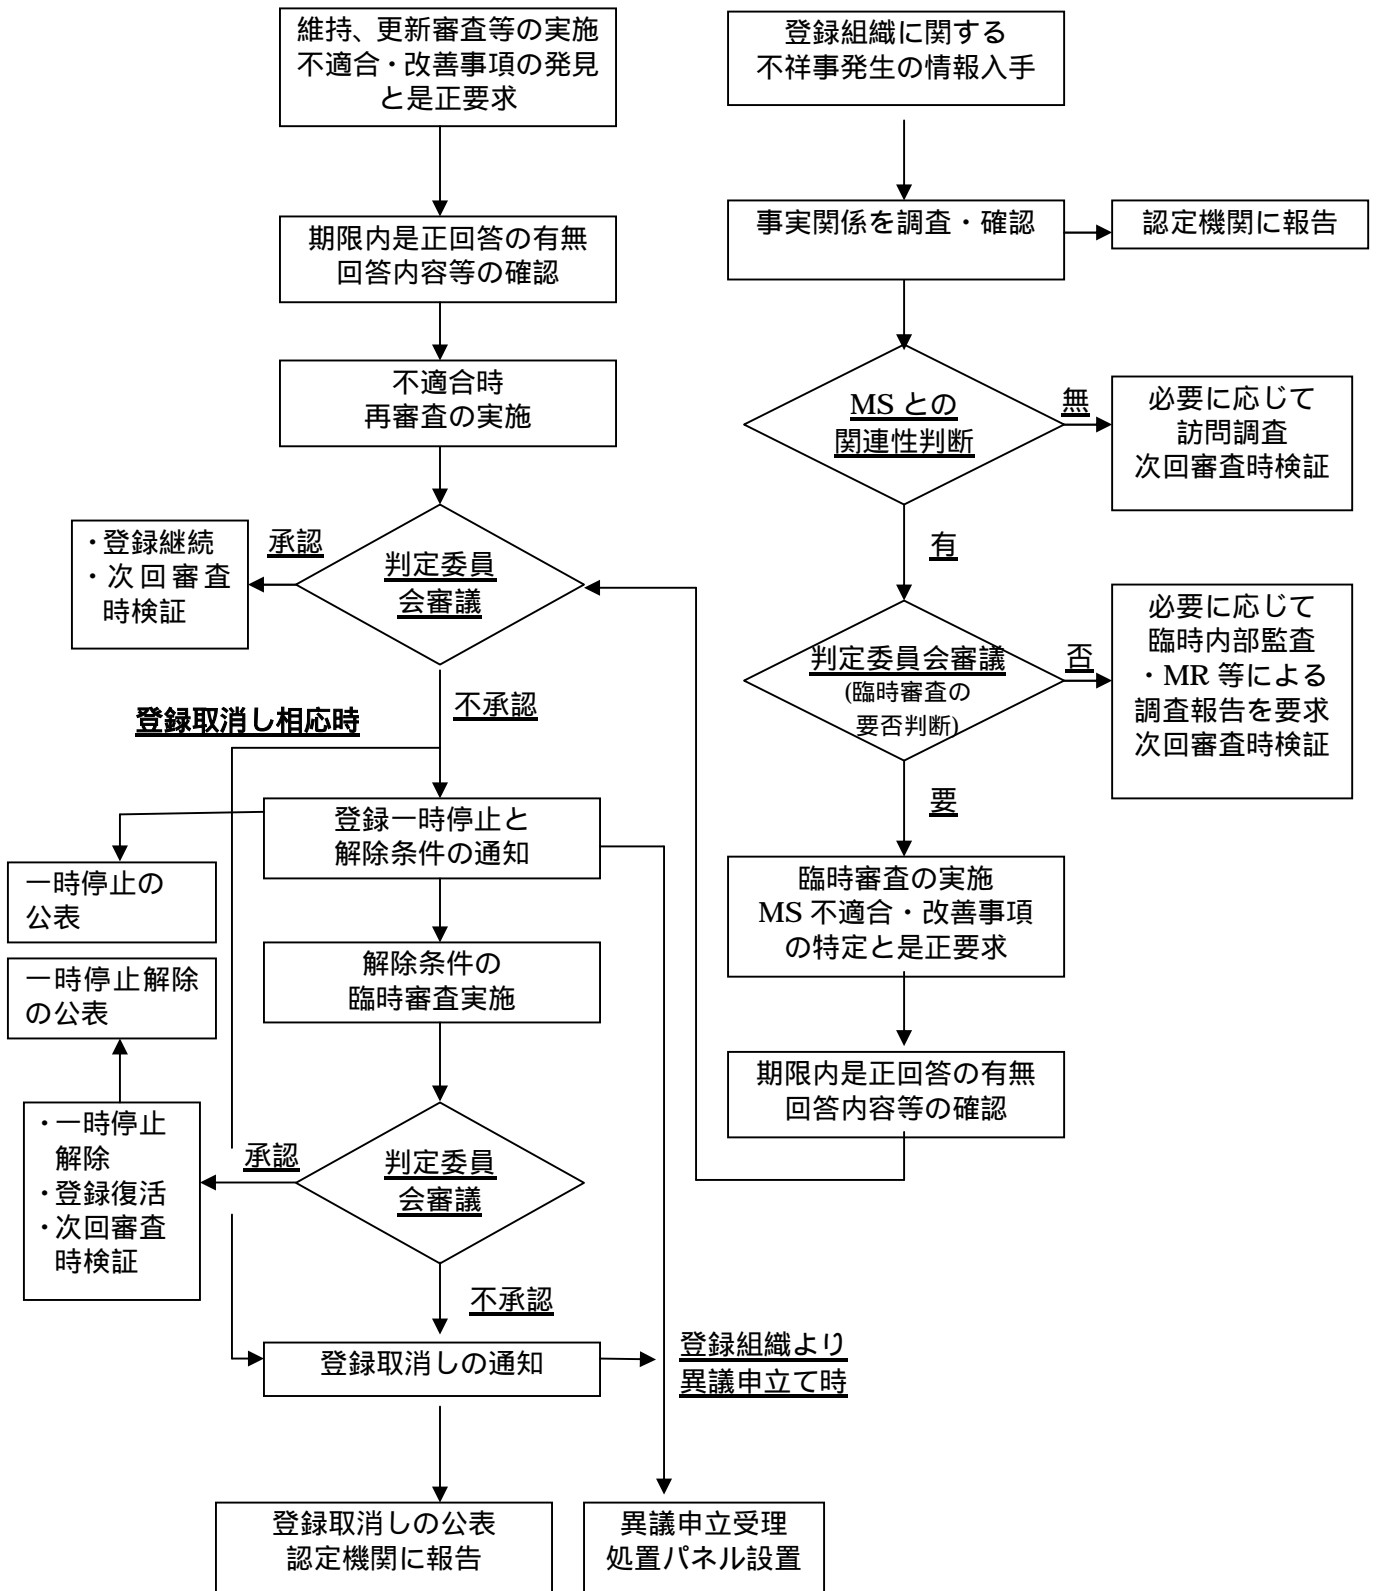 維持、更新審査等の実施
不適合・改善事項の発見
と是正要求
期限内是正回答の有無
回答内容等の確認
不適合時
再審査の実施
判定委員
会審議
承認
・登録継続
・次回審査
時検証
不承認
登録取消し相応時
登録一時停止と
解除条件の通知
一時停止の
公表
解除条件の
臨時審査実施
一時停止解除
の公表
判定委員
会審議
承認
・一時停止
解除
・登録復活
・次回審査
時検証
不承認
登録取消しの通知
登録組織より
異議申立て時
登録取消しの公表
認定機関に報告
異議申立受理
処置パネル設置
登録組織に関する
不祥事発生の情報入手
事実関係を調査・確認
認定機関に報告
MS との
関連性判断
無
必要に応じて
訪問調査
次回審査時検証
有
判定委員会審議
(臨時審査の
要否判断)
否
必要に応じて
臨時内部監査
・MR 等による
調査報告を要求
次回審査時検証
要
臨時審査の実施
MS 不適合・改善事項
の特定と是正要求
期限内是正回答の有無
回答内容等の確認